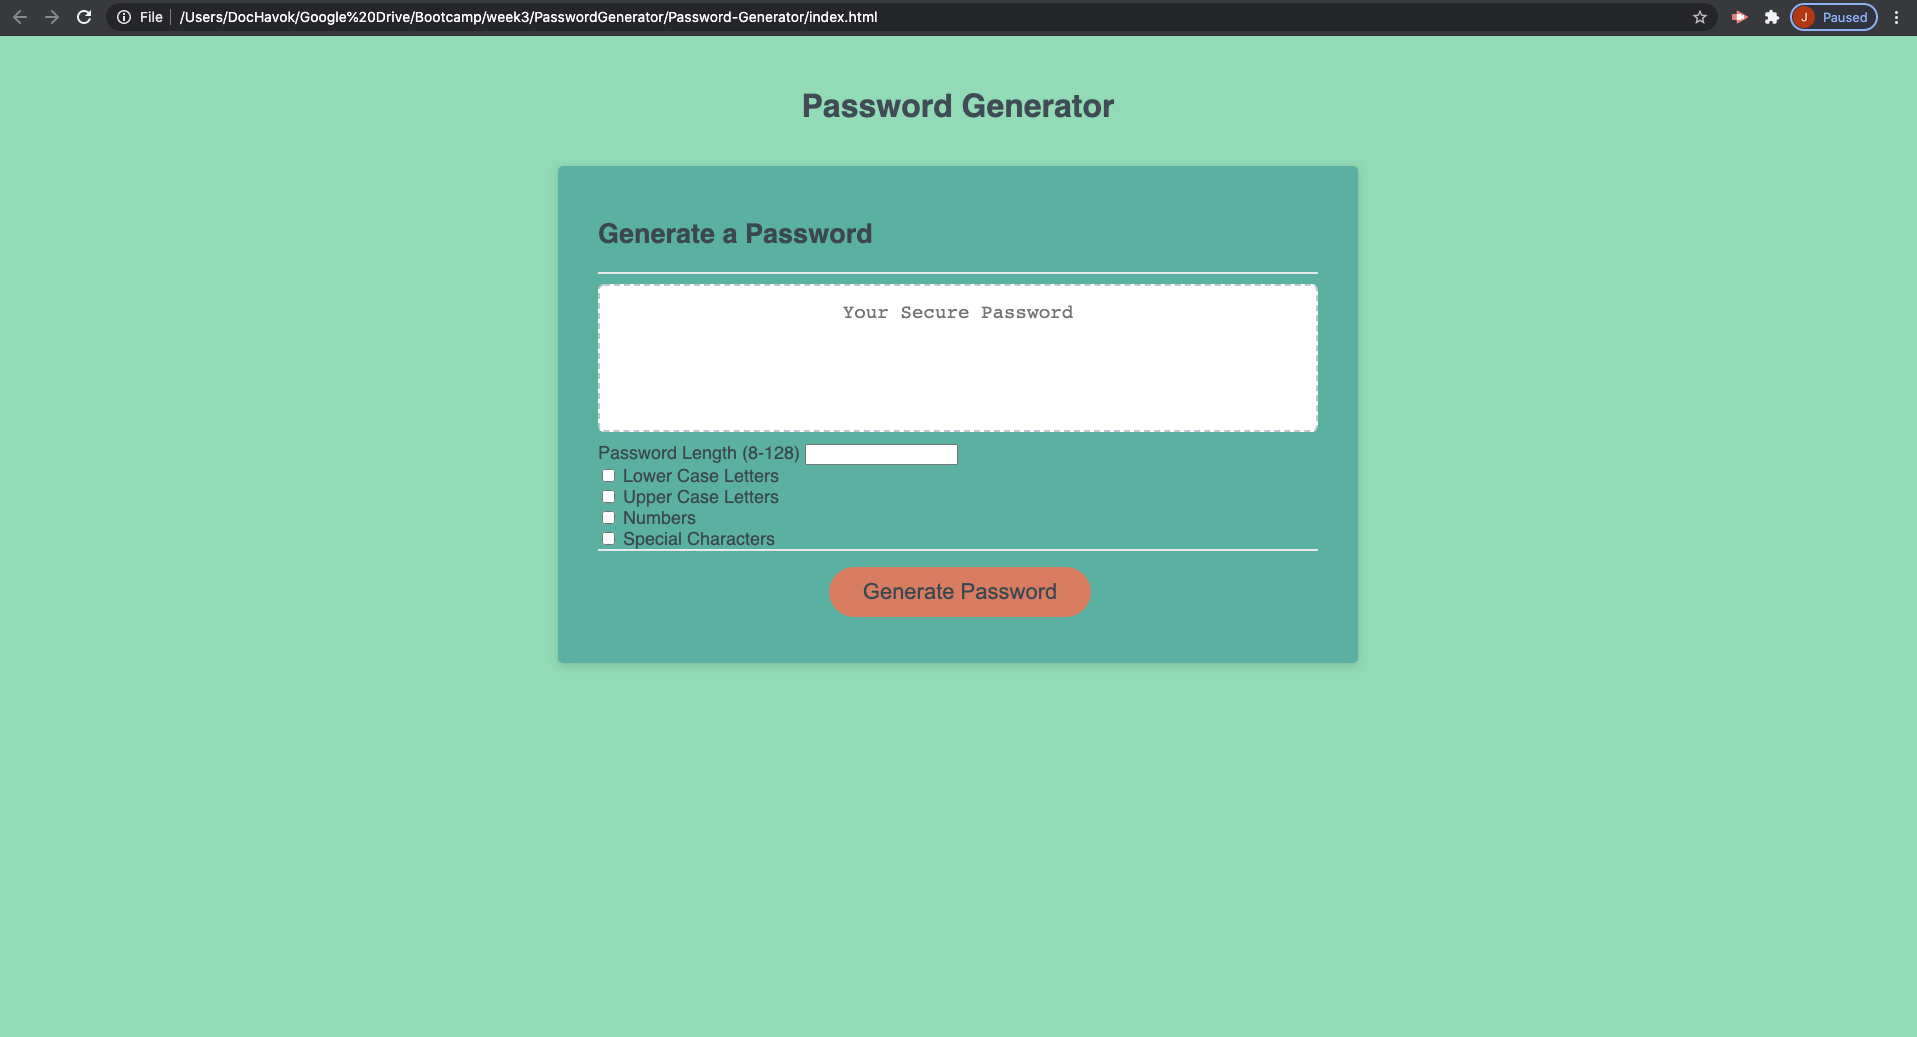 File /Users/DocHavok/Google%20Drive/Bootcamp/week3/PasswordGenerator/Password-Generator/index.html J Paused
Password Generator
Generate a Password
Your Secure Password
Password Length (8-128)
Lower Case Letters
Upper Case Letters
Numbers
Special Characters
Generate Password